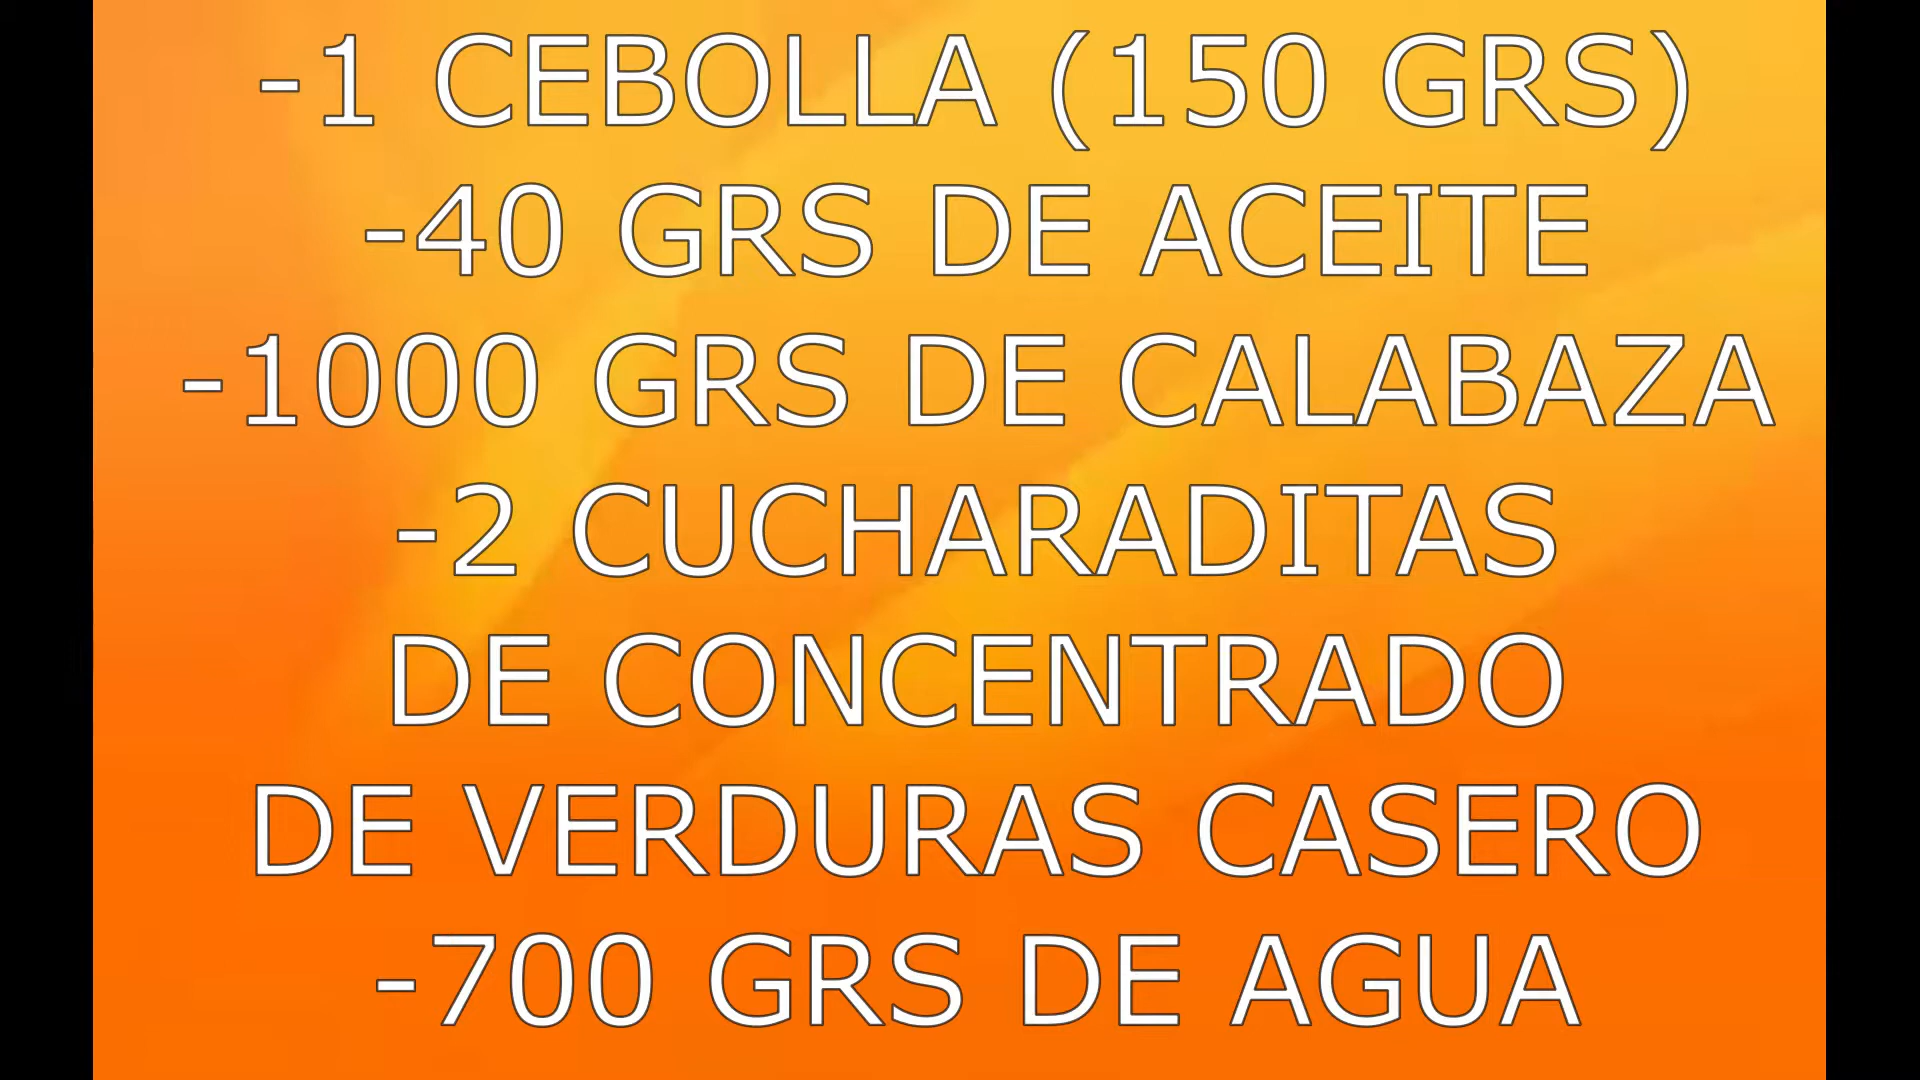 -1 CEBOLLA (150 GRS)
-40 GRS DE ACEITE
-1000 GRS DE CALABAZA
-2 CUCHARADITAS
DE CONCENTRADO
DE VERDURAS CASERO
-700 GRS DE AGUA